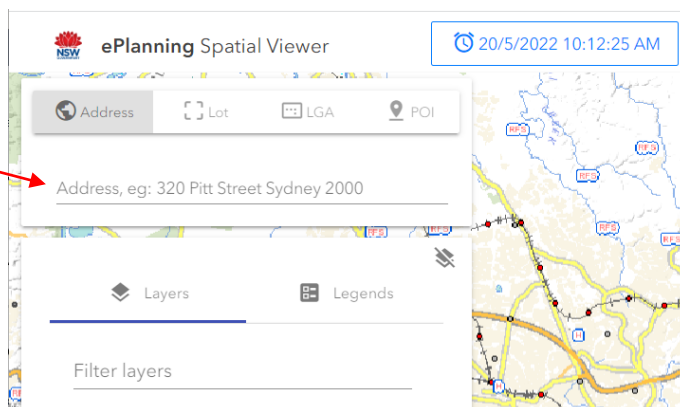 NSW
ePlanning Spatial Viewer
20/5/2022 10:12:25 AM
Address
Lot
LGA
POI
Address, eg: 320 Pitt Street Sydney 2000
Layers
Legends
Filter layers
RFS
RFS
RFS
RFS
RFS
RFS
H
H